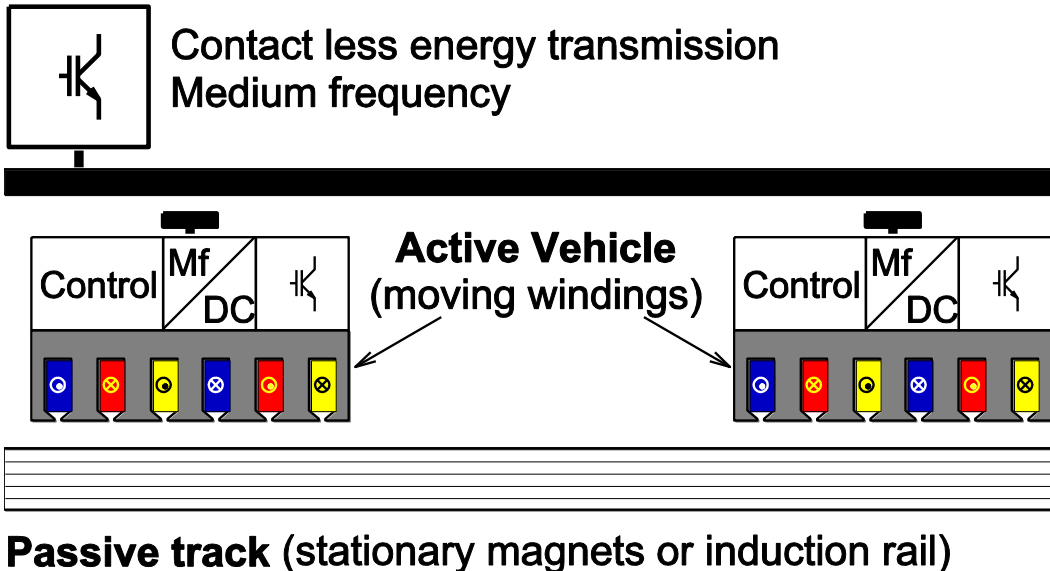 Contact less energy transmission
Medium frequency
Control
Mf
DC
Active Vehicle
(moving windings)
Control
Mf
DC
Passive track (stationary magnets or induction rail)